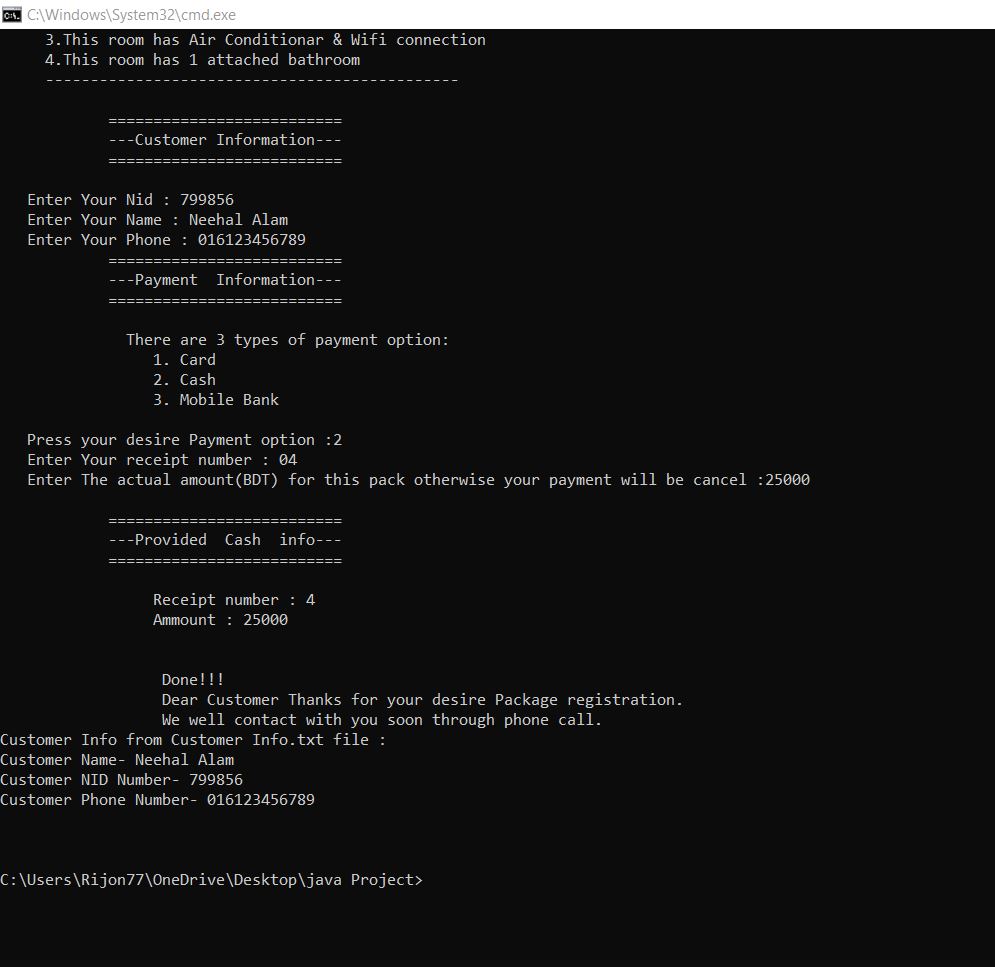 C:\Windows\System32\cmd.exe
3.This room has Air Conditionar & Wifi connection
4.This room has 1 attached bathroom
----------------------------------------------
==========================
---Customer Information---
==========================
Enter Your Nid : 799856
Enter Your Name : Neehal Alam
Enter Your Phone : 016123456789
==========================
---Payment  Information---
==========================
There are 3 types of payment option:
1. Card
2. Cash
3. Mobile Bank
Press your desire Payment option :2
Enter Your receipt number : 04
Enter The actual amount(BDT) for this pack otherwise your payment will be cancel :25000
==========================
---Provided  Cash  info---
==========================
Receipt number : 4
Ammount : 25000
Done!!!
Dear Customer Thanks for your desire Package registration.
We well contact with you soon through phone call.
Customer Info from Customer Info.txt file :
Customer Name- Neehal Alam
Customer NID Number- 799856
Customer Phone Number- 016123456789
C:\Users\Rijon77\OneDrive\Desktop\java Project>